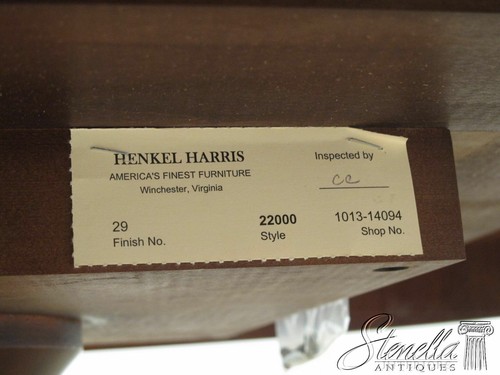 HENKEL HARRIS
AMERICA'S FINEST FURNITURE
Winchester, Virginia
Inspected by
cc
29
Finish No.
22000
Style
1013-14094
Shop No.
Stenella
ANTIQUES